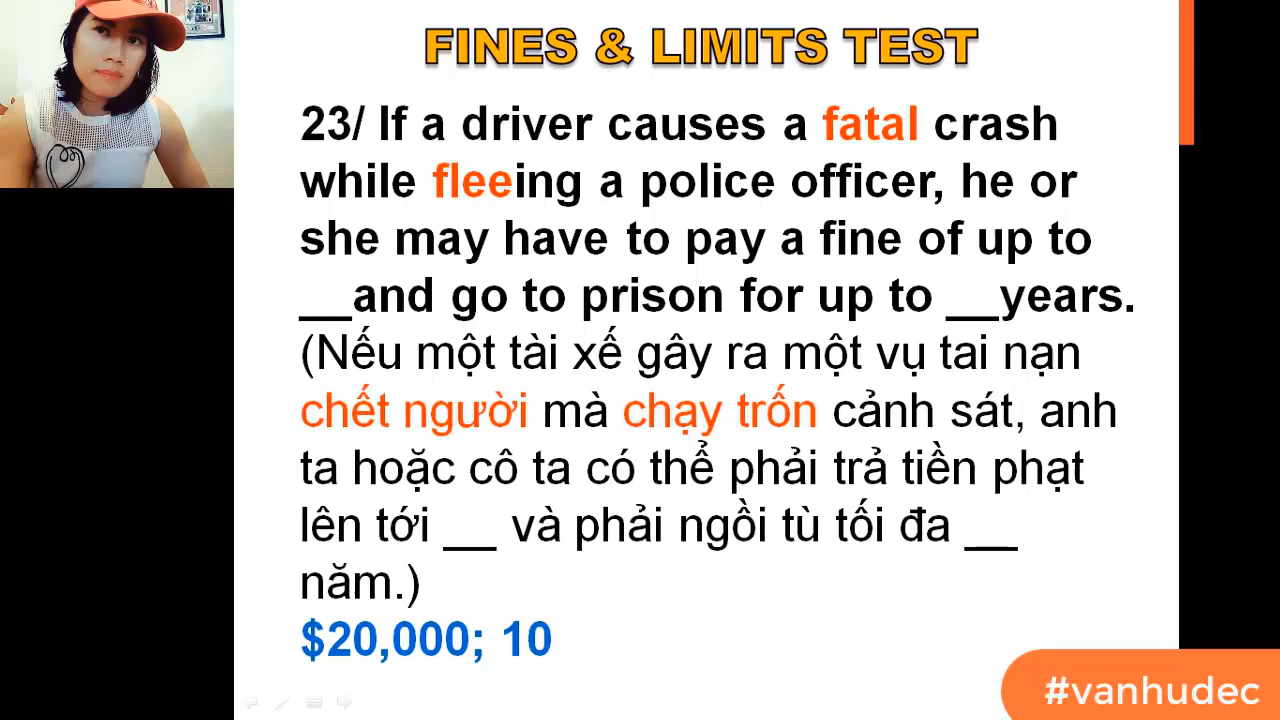 FINES & LIMITS TEST
23/ If a driver causes a fatal crash
while fleeing a police officer, he or
she may have to pay a fine of up to
__and go to prison for up to __years.
(Nếu một tài xế gây ra một vụ tai nạn
chết người mà chạy trốn cảnh sát, anh
ta hoặc cô ta có thể phải trả tiền phạt
lên tới __ và phải ngồi tù tối đa __
năm.)
$20,000; 10
#vanhudec